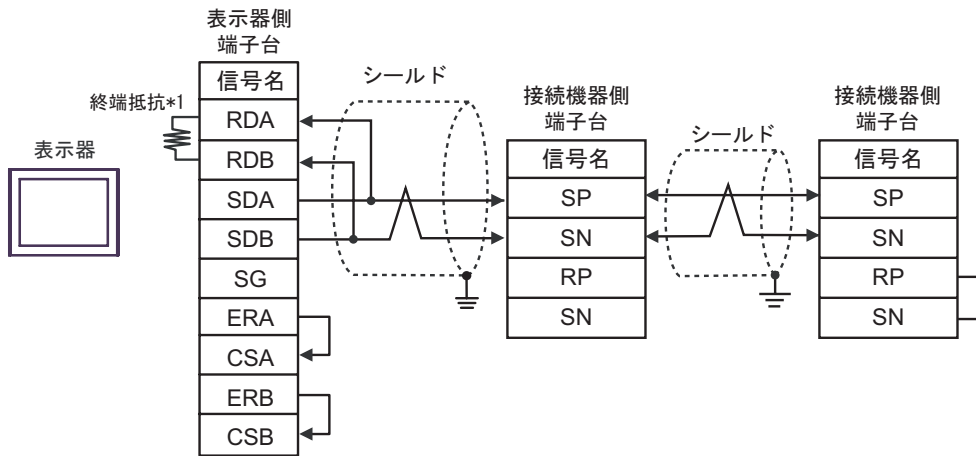 表示器側
端子台
信号名
RDA
RDB
SDA
SDB
SG
ERA
CSA
ERB
CSB
終端抵抗*1
表示器
シールド
接続機器側
端子台
信号名
SP
SN
RP
SN
シールド
接続機器側
端子台
信号名
SP
SN
RP
SN